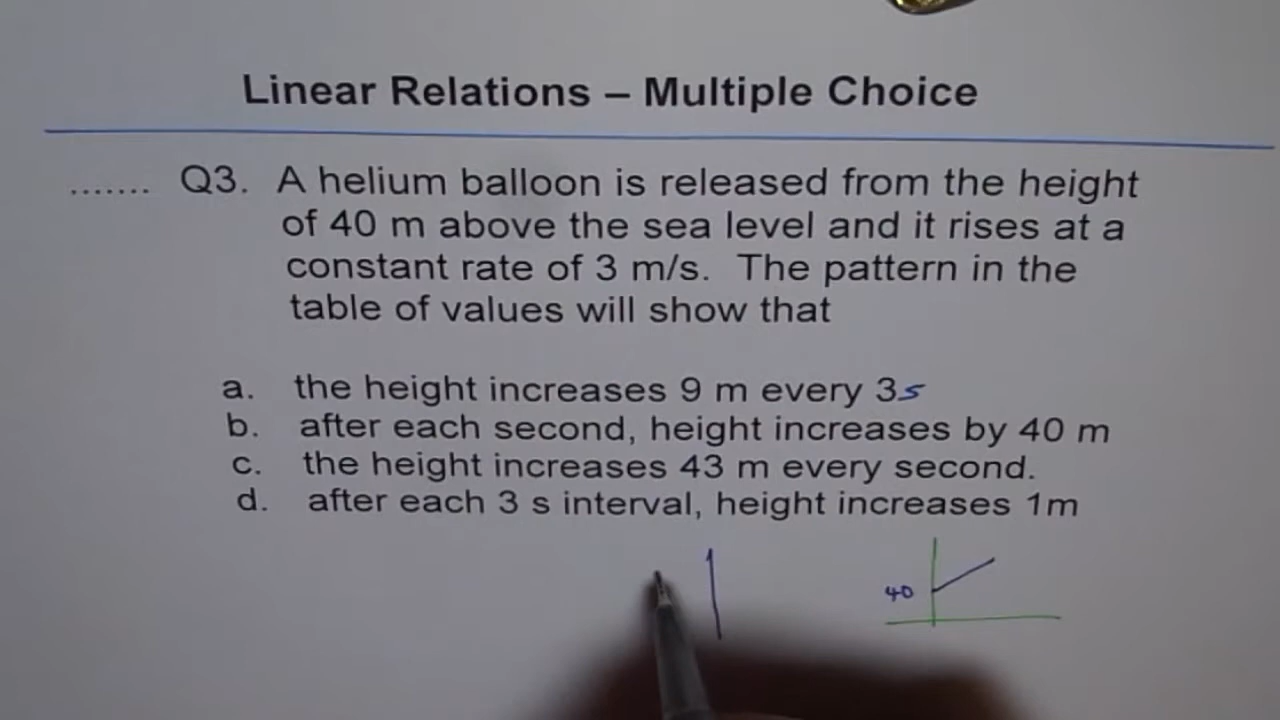 Linear Relations – Multiple Choice
....... Q3. A helium balloon is released from the height
of 40 m above the sea level and it rises at a
constant rate of 3 m/s. The pattern in the
table of values will show that
a. the height increases 9 m every 3s
b. after each second, height increases by 40 m
c. the height increases 43 m every second.
d. after each 3 s interval, height increases 1m
40